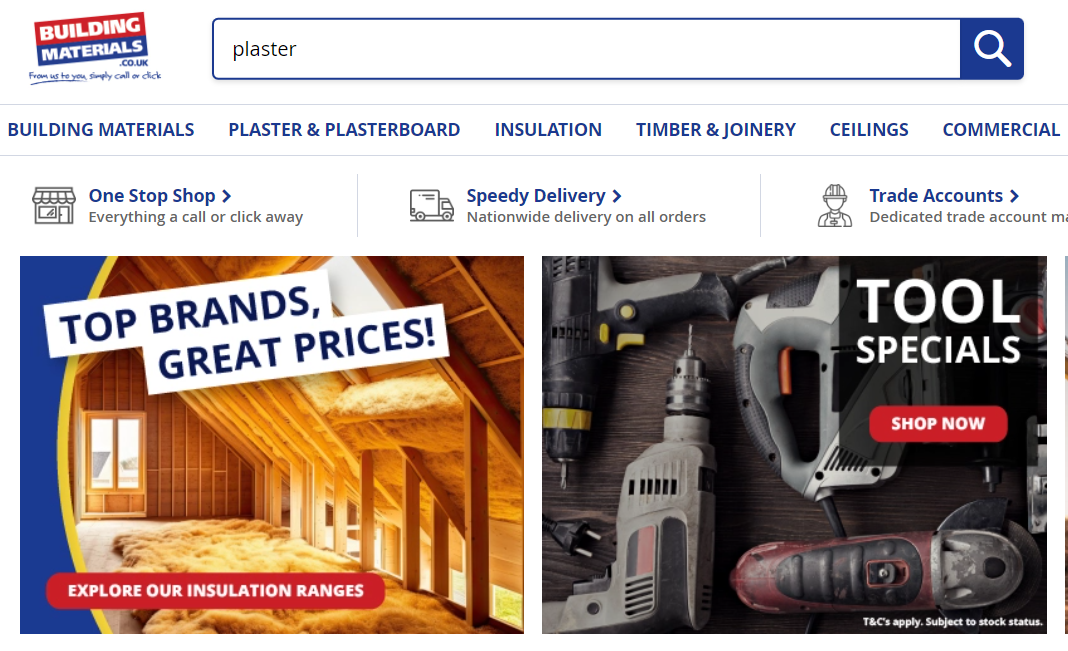 BUILDING
MATERIALS
.CO.UK
From us to you, simply call or click
plaster
BUILDING MATERIALS PLASTER & PLASTERBOARD INSULATION TIMBER & JOINERY CEILINGS COMMERCIAL
One Stop Shop
Everything a call or click away
Speedy Delivery
Nationwide delivery on all orders
Trade Accounts
Dedicated trade account ma
TOP BRANDS,
GREAT PRICES!
EXPLORE OUR INSULATION RANGES
TOOL
SPECIALS
SHOP NOW
T&C's apply. Subject to stock status.